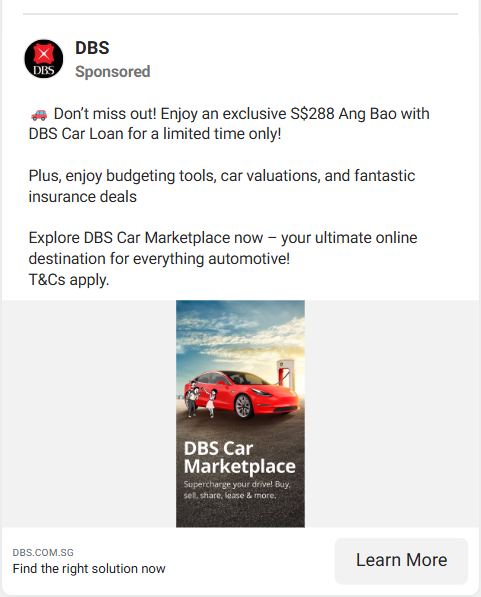 DBS
Sponsored
DBS
🚗 Don’t miss out! Enjoy an exclusive S$288 Ang Bao with
DBS Car Loan for a limited time only!
Plus, enjoy budgeting tools, car valuations, and fantastic
insurance deals
Explore DBS Car Marketplace now – your ultimate online
destination for everything automotive!
T&Cs apply.
DBS Car
Marketplace
Supercharge your drive! Buy,
sell, share, lease & more.
DBS.COM.SG
Find the right solution now
Learn More